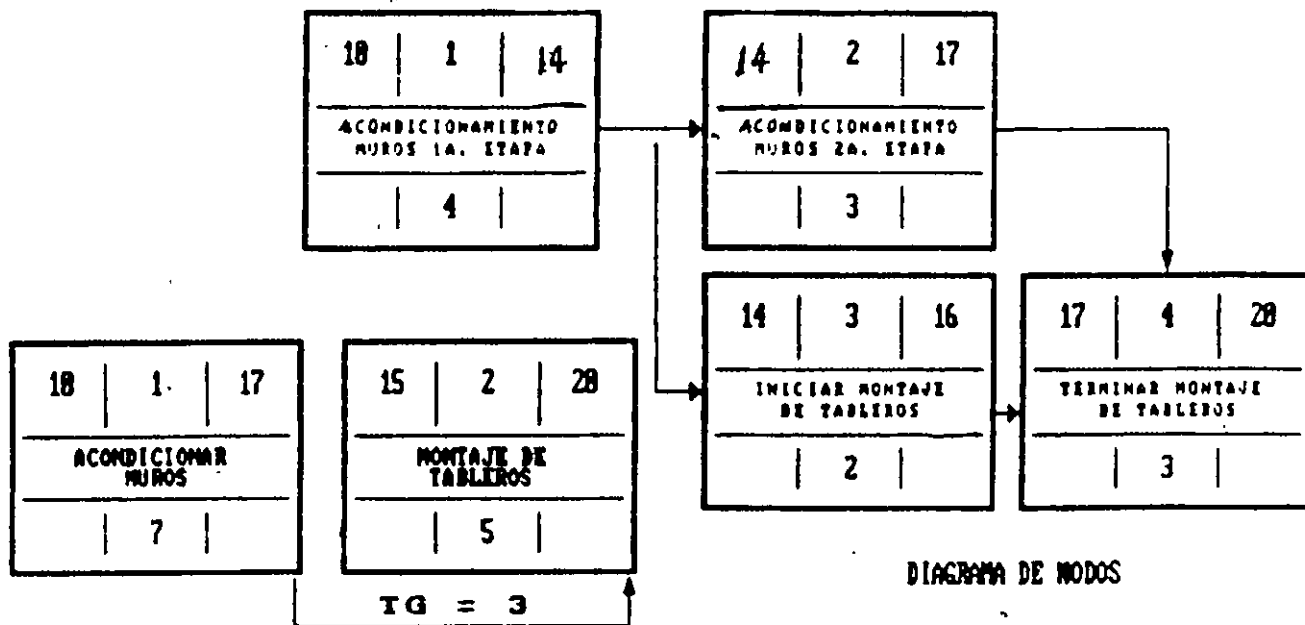 10 1 14
ACONDICIONAMIENTO
MUROS 1A. ETAPA
4
14 2 17
ACONDICIONAMIENTO
MUROS 2A. ETAPA
3
14 3 16
INICIAR MONTAJE
DE TABLEROS
2
17 4 20
TERMINAR MONTAJE
DE TABLEROS
3
10 1 17
ACONDICIONAR
MUROS
7
15 2 20
MONTAJE DE
TABLEROS
5
TG = 3
DIAGRAMA DE NODOS